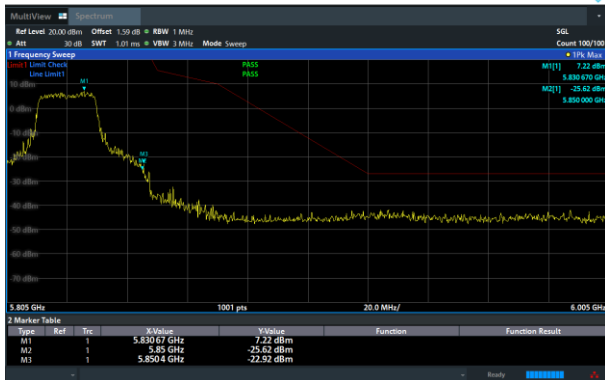 MultiView Spectrum
Ref Level 20.00 dBm Offset 1.59 dB RBW 1 MHz SGL
Att 30 dB SWT 1.01 ms VBW 3 MHz Mode Sweep Count 100/100
1 Frequency Sweep 1Pk Max
Limit1 Limit Check PASS M1[1] 7.22 dBm
Line Limit1 PASS 5.830 670 GHz
10 dBm M1 M2[1] -25.62 dBm
5.850 000 GHz
0 dBm
-10 dBm
M3
-20 dBm
-30 dBm
-40 dBm
-50 dBm
-60 dBm
-70 dBm
5.805 GHz 1001 pts 20.0 MHz/ 6.005 GHz
2 Marker Table
Type Ref Trc X-Value Y-Value Function Function Result
M1 1 5.83067 GHz 7.22 dBm
M2 1 5.85 GHz -25.62 dBm
M3 1 5.8504 GHz -22.92 dBm
Ready